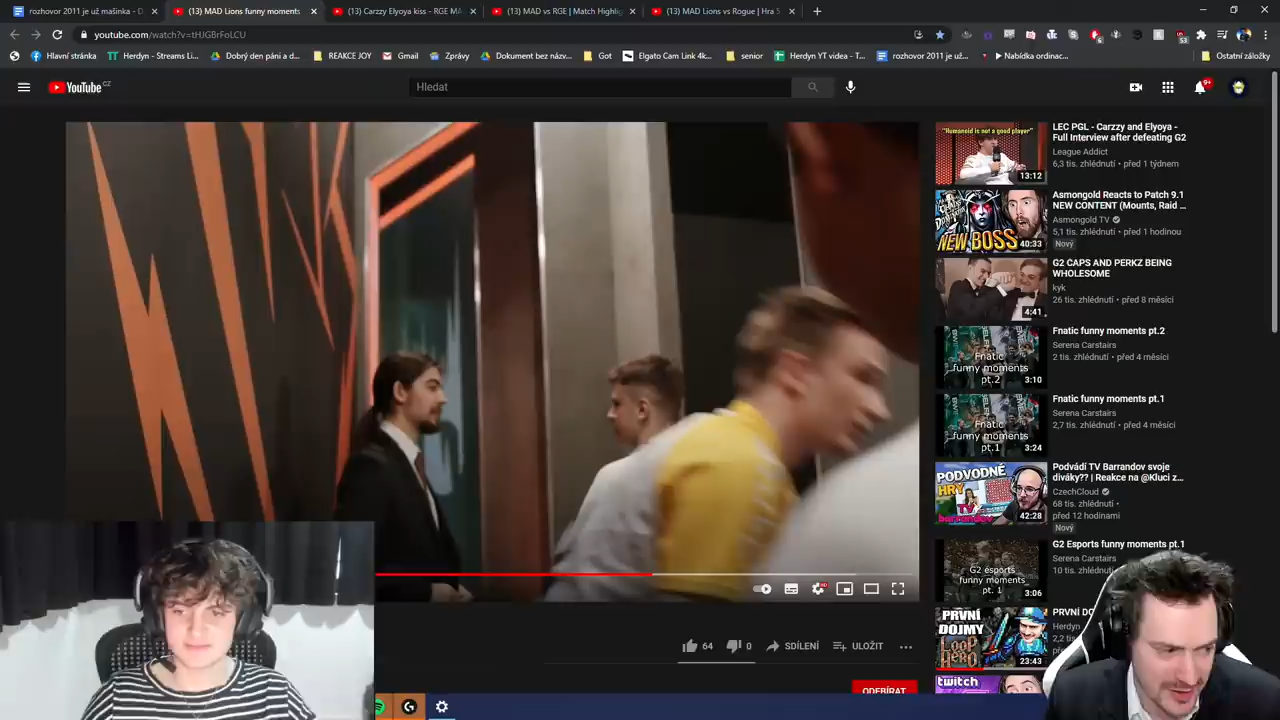 rozhovor 2011 je už mašinka - D
(13) MAD Lions funny moments
(13) Carzzy Elyoya kiss - RGE MA
(13) MAD vs RGE | Match Highlig
(13) MAD Lions vs Rogue | Hra 5
youtube.com/watch?v=tHJGBrFoLCU
Hlavní stránka
Herdyn - Streams Li...
Dobrý den páni a d...
REAKCE JOY
Gmail
Zprávy
Dokument bez názv...
Got
Elgato Cam Link 4k...
senior
Herdyn YT videa - T...
rozhovor 2011 je už...
Nabídka ordinac...
Ostatní záložky
YouTube CZ
Hledat
9+
"Humanoid is not a good player"
13:12
LEC PGL - Carzzy and Elyoya -
Full Interview after defeating G2
League Addict
6,3 tis. zhlédnutí • před 1 týdnem
NEW BOSS
40:33
Asmongold Reacts to Patch 9.1
NEW CONTENT (Mounts, Raid ...
Asmongold TV
5,1 tis. zhlédnutí • před 1 hodinou
Nový
4:41
G2 CAPS AND PERKZ BEING
WHOLESOME
kyk
26 tis. zhlédnutí • před 8 měsíci
Fnatic
funny moments
pt.2
3:10
Fnatic funny moments pt.2
Serena Carstairs
2 tis. zhlédnutí • před 4 měsíci
Fnatic
funny moments
pt.1
3:24
Fnatic funny moments pt.1
Serena Carstairs
2,7 tis. zhlédnutí • před 4 měsíci
PODVODNÉ
HRY
barrandov
42:28
Podvádí TV Barrandov svoje
diváky?? | Reakce na @Kluci z...
CzechCloud
68 tis. zhlédnutí •
před 12 hodinami
Nový
G2 esports
funny moments
pt.1
3:06
G2 Esports funny moments pt.1
Serena Carstairs
10 tis. zhlédnutí
PRVNÍ
DOJMY
LOOP
HERO
23:43
PRVNÍ DO
Herdyn
2,2
twitch
HD
64
0
SDÍLENÍ
ULOŽIT
ODEBÍRAT